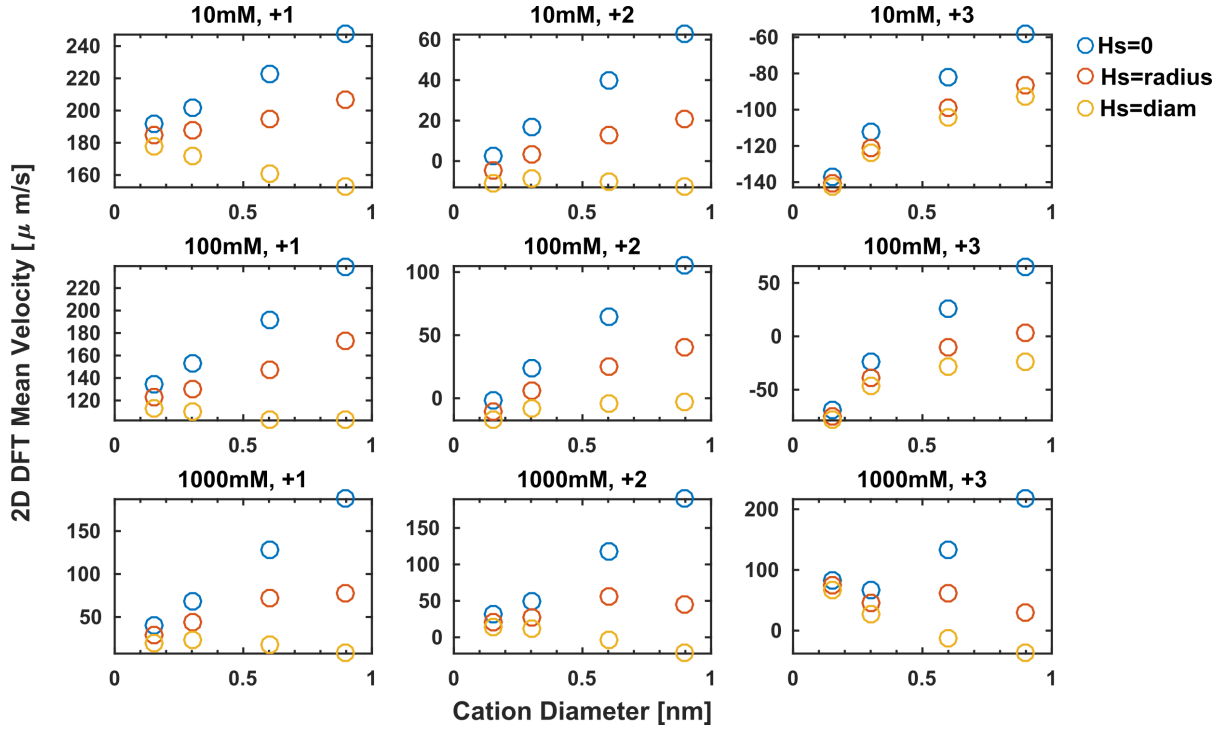 10mM, +1
10mM, +2
10mM, +3
240
220
200
180
160
0 0.5 1
60
40
20
0
0 0.5 1
-60
-80
-100
-120
-140
0 0.5 1
Hs=0
Hs=radius
Hs=diam
2D DFT Mean Velocity [μ m/s]
100mM, +1
100mM, +2
100mM, +3
220
200
180
160
140
120
0 0.5 1
100
50
0
0 0.5 1
50
0
-50
0 0.5 1
1000mM, +1
1000mM, +2
1000mM, +3
150
100
50
0 0.5 1
150
100
50
0
0 0.5 1
200
100
0
0 0.5 1
Cation Diameter [nm]